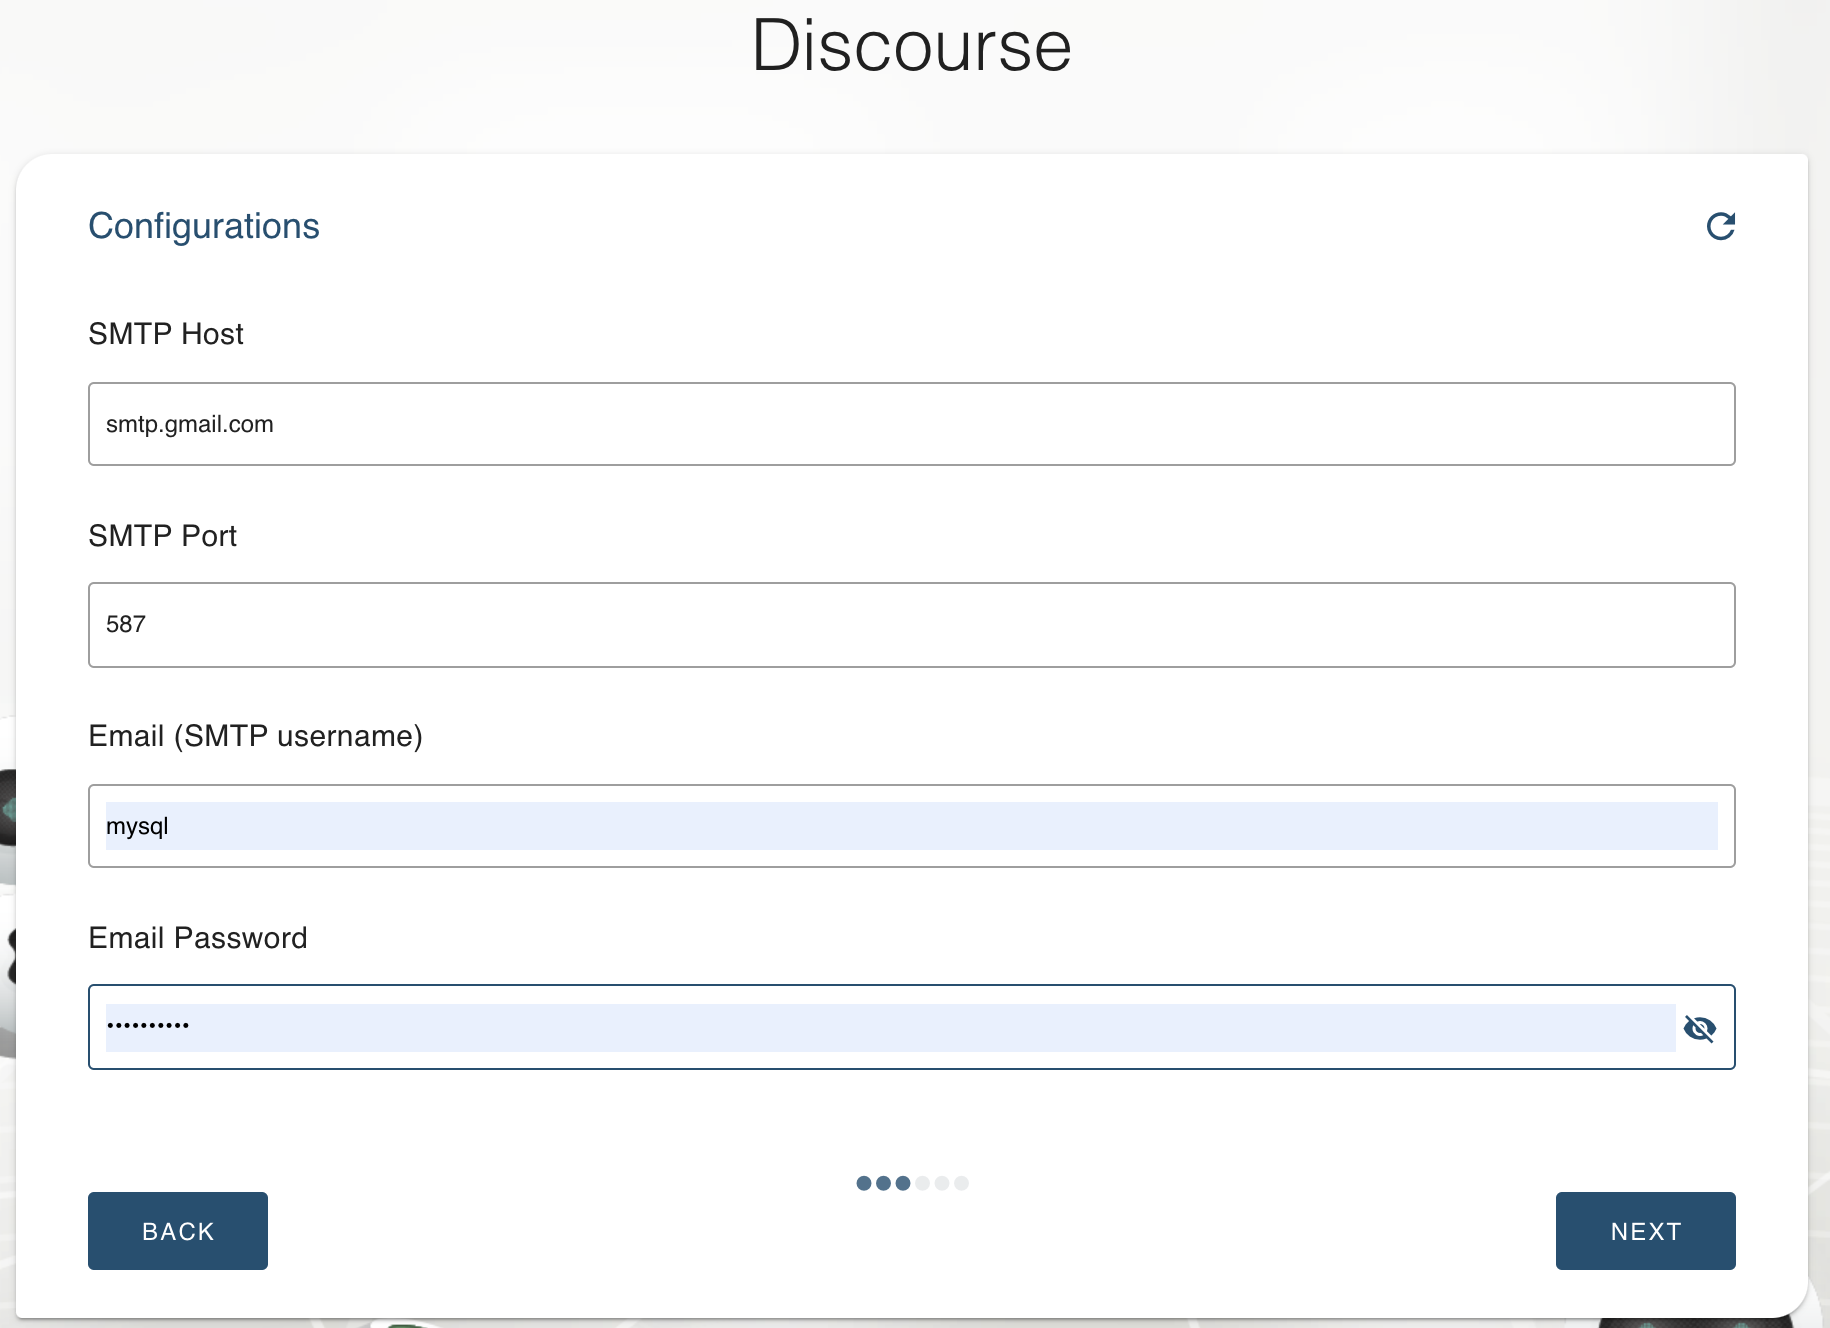 Discourse
Configurations
SMTP Host
smtp.gmail.com
SMTP Port
587
Email (SMTP username)
mysql
Email Password
••••••••••
BACK
NEXT